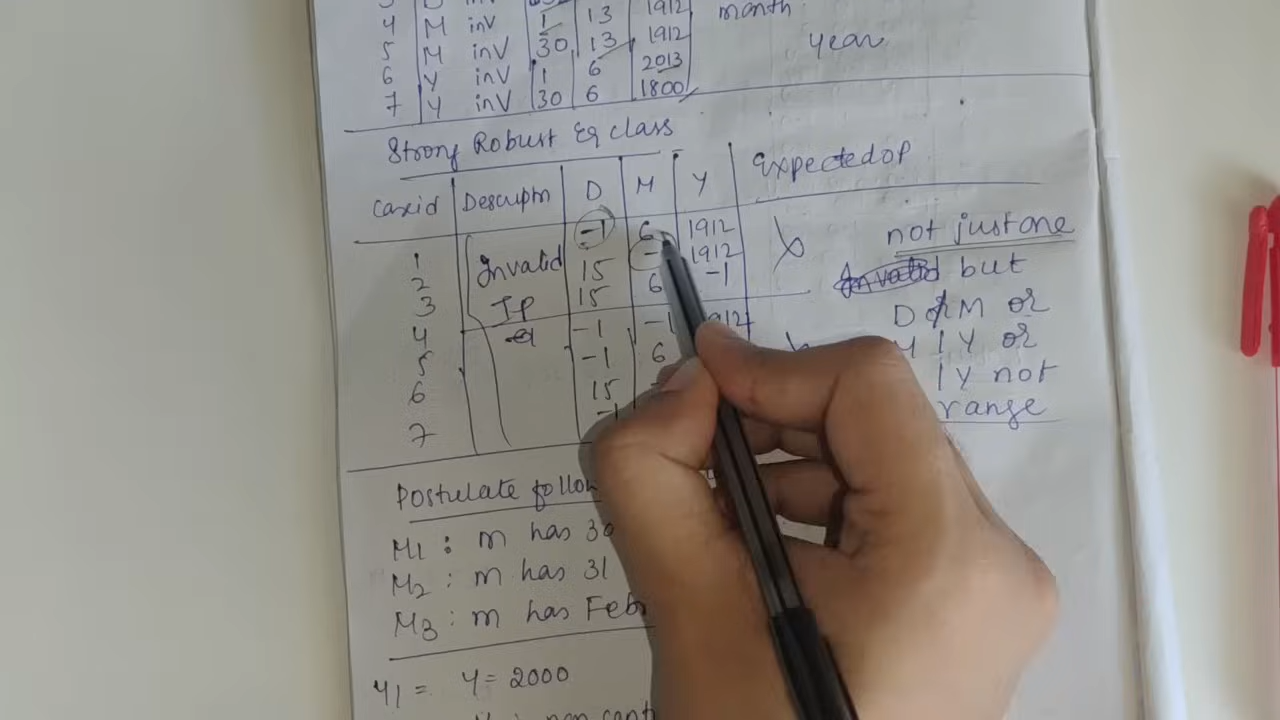 4 M inV 1 13 1912 month
5 M inV 30 13 1912 year
6 Y inV 1 6 2013
7 Y inV 30 6 1800
Strong Robust Eq class
Caseid Descriptn D M Y Expected op
1 Invalid -1 6 1912 not just one
2 Ip 15 - 1912 but
3 15 6 -1 D or M or
4 -1 -1 912 M | Y or
5 -1 6 | Y not
6 15 range
7 -1
Postulate follow
M1 : m has 30
M2 : m has 31
M3 : m has Feb
Y1 = Y = 2000